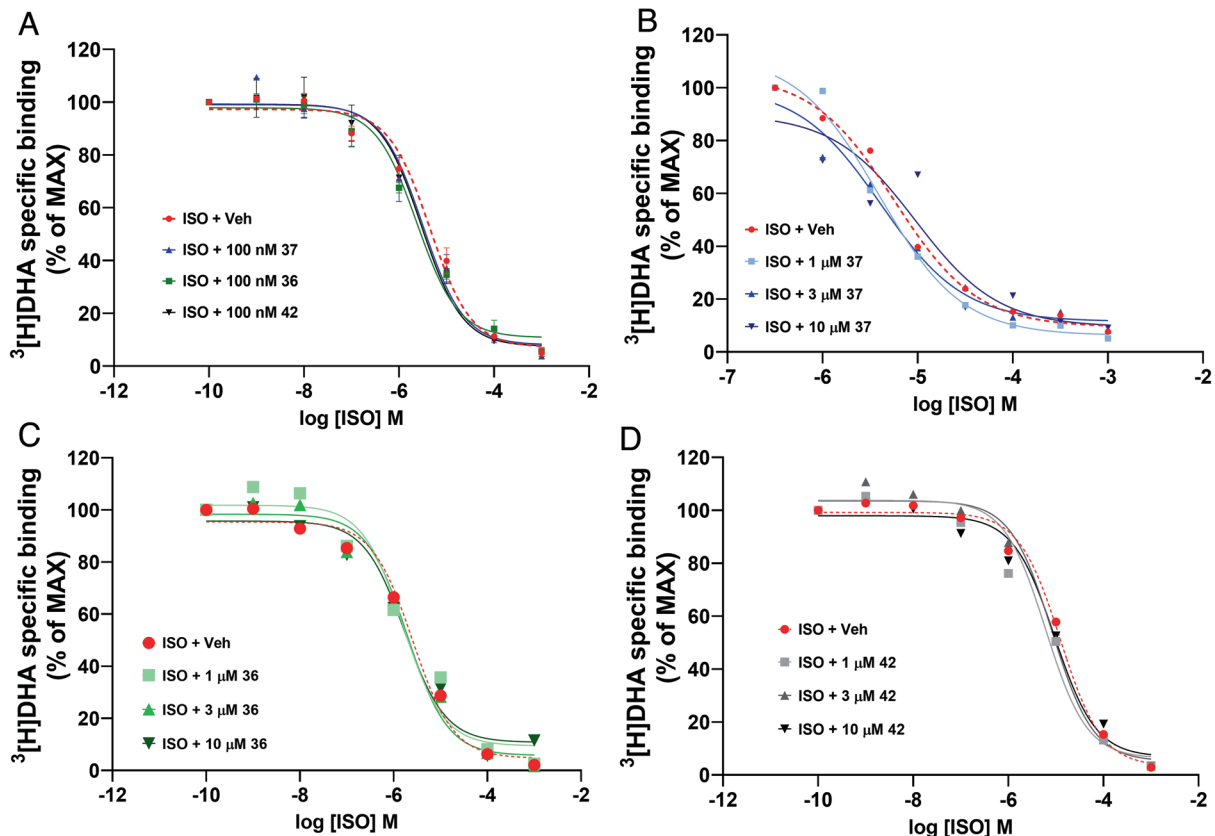 A
120
100
80
60
40
20
0
³[H]DHA specific binding
(% of MAX)
ISO + Veh
ISO + 100 nM 37
ISO + 100 nM 36
ISO + 100 nM 42
-12 -10 -8 -6 -4 -2
log [ISO] M
B
120
100
80
60
40
20
0
³[H]DHA specific binding
(% of MAX)
ISO + Veh
ISO + 1 μM 37
ISO + 3 μM 37
ISO + 10 μM 37
-7 -6 -5 -4 -3 -2
log [ISO] M
C
120
100
80
60
40
20
0
³[H]DHA specific binding
(% of MAX)
ISO + Veh
ISO + 1 μM 36
ISO + 3 μM 36
ISO + 10 μM 36
-12 -10 -8 -6 -4 -2
log [ISO] M
D
120
100
80
60
40
20
0
³[H]DHA specific binding
(% of MAX)
ISO + Veh
ISO + 1 μM 42
ISO + 3 μM 42
ISO + 10 μM 42
-12 -10 -8 -6 -4 -2
log [ISO] M